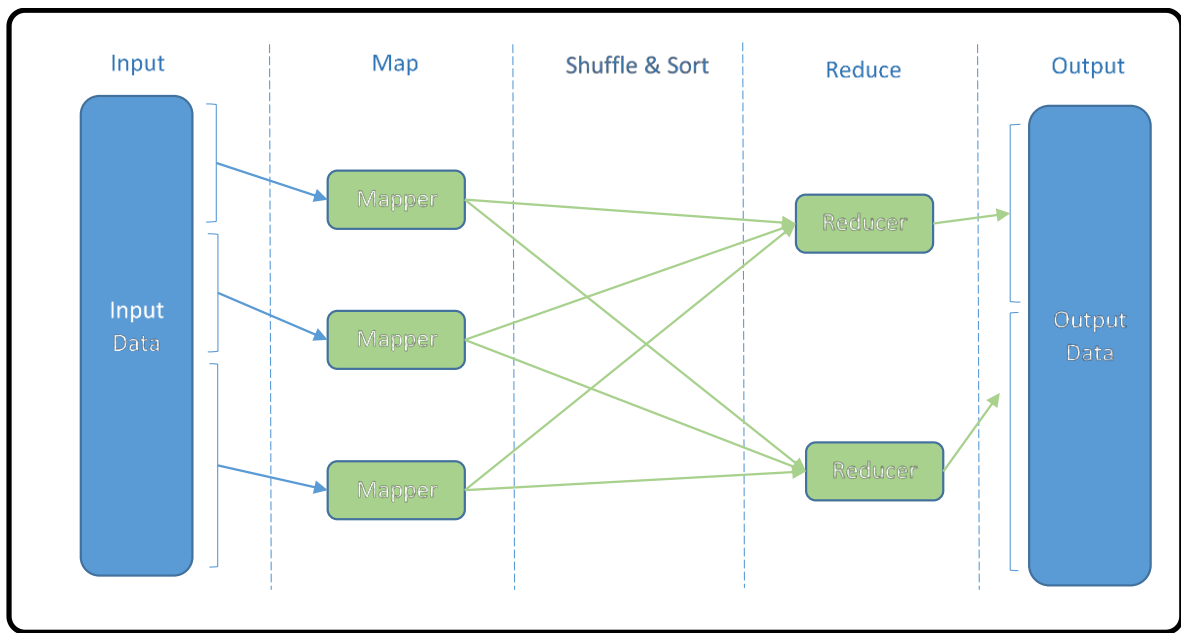 Input
Map
Shuffle & Sort
Reduce
Output
Input
Data
Mapper
Mapper
Mapper
Reducer
Reducer
Output
Data